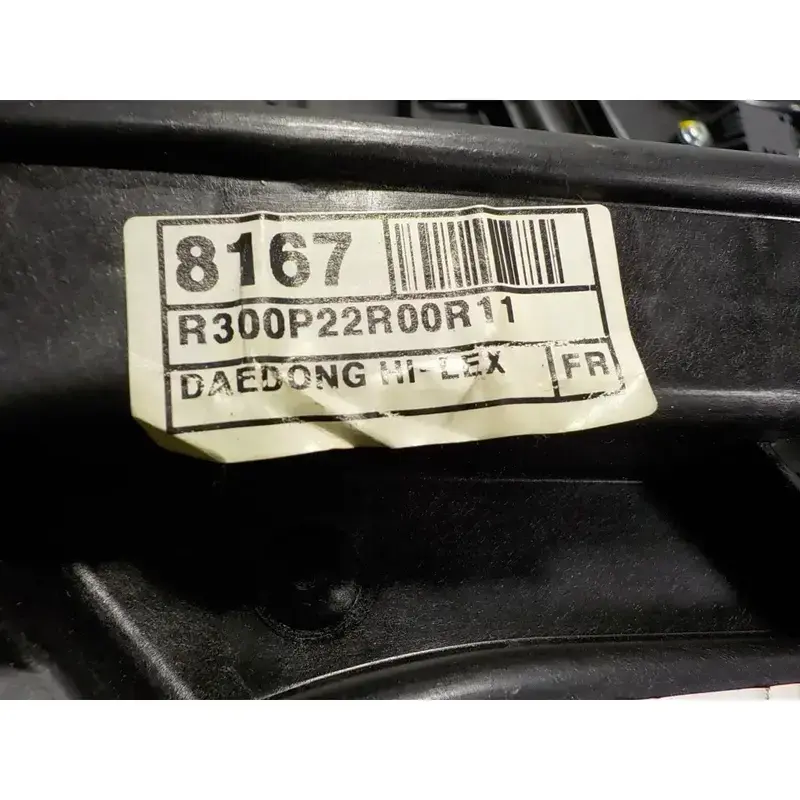 8167
R300P22R00R11
DAEDONG HI-LEX FR